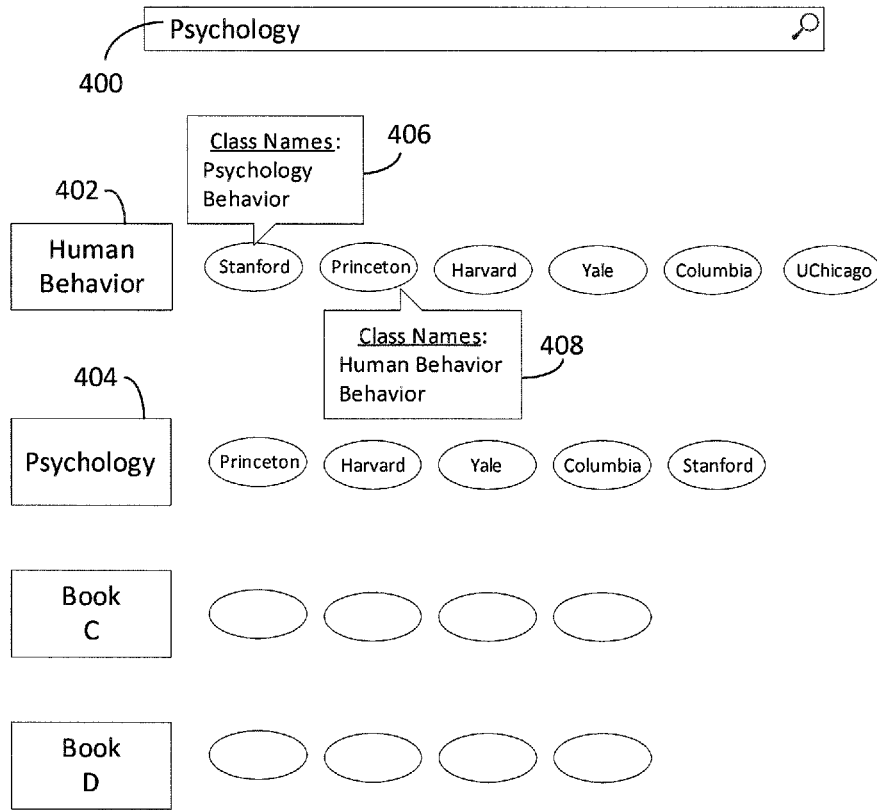 Psychology
400
Class Names:
Psychology
Behavior
406
402
Human
Behavior
Stanford
Princeton
Harvard
Yale
Columbia
UChicago
Class Names:
Human Behavior
Behavior
408
404
Psychology
Princeton
Harvard
Yale
Columbia
Stanford
Book
C
Book
D